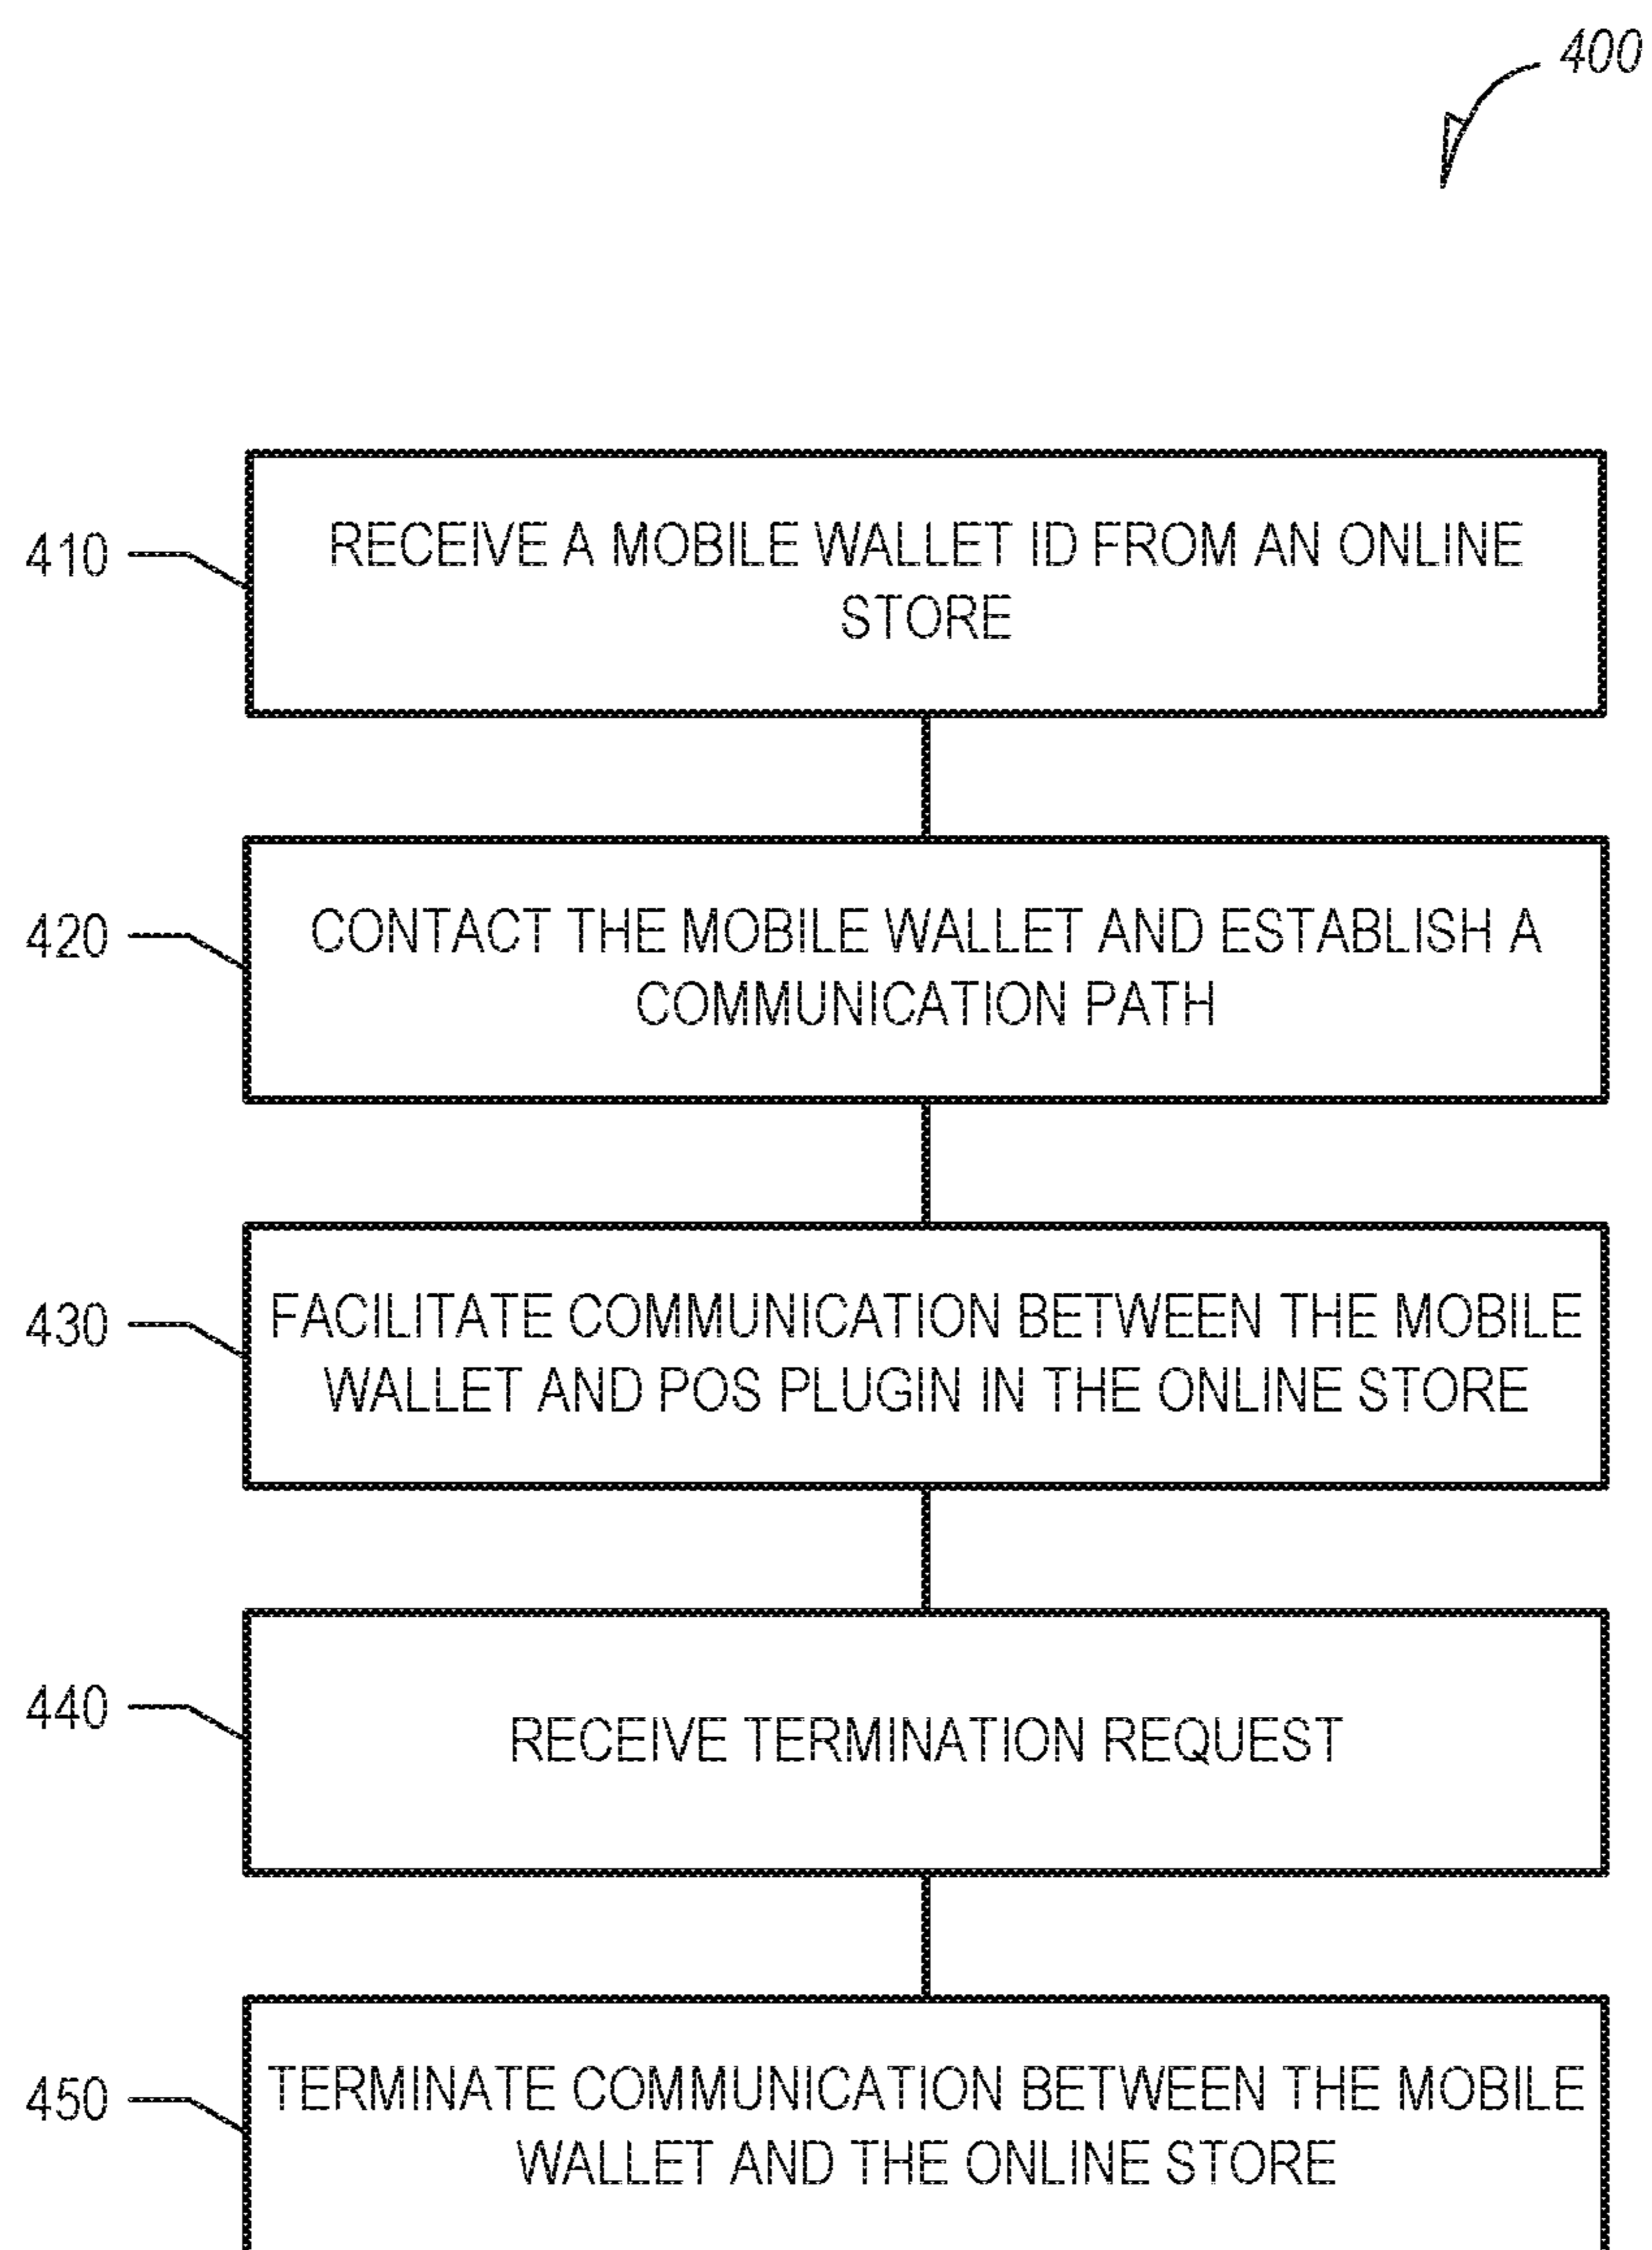 400
410
RECEIVE A MOBILE WALLET ID FROM AN ONLINE
STORE
420
CONTACT THE MOBILE WALLET AND ESTABLISH A
COMMUNICATION PATH
430
FACILITATE COMMUNICATION BETWEEN THE MOBILE
WALLET AND POS PLUGIN IN THE ONLINE STORE
440
RECEIVE TERMINATION REQUEST
450
TERMINATE COMMUNICATION BETWEEN THE MOBILE
WALLET AND THE ONLINE STORE